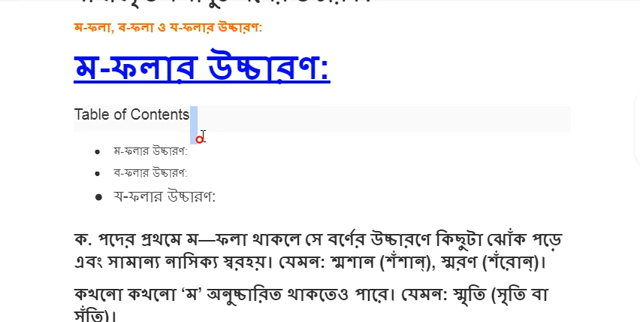 ম-ফলা, ব-ফলা ও য-ফলার উচ্চারণ:
ম-ফলার উচ্চারণ:
Table of Contents
ম-ফলার উচ্চারণ:
ব-ফলার উচ্চারণ:
য-ফলার উচ্চারণ:
ক. পদের প্রথমে ম—ফলা থাকলে সে বর্ণের উচ্চারণে কিছুটা ঝোঁক পড়ে
এবং সামান্য নাসিক্য স্বরহয়। যেমন: শ্মশান (শঁশান্), স্মরণ (শঁরোন্)।
কখনো কখনো ‘ম’ অনুচ্চারিত থাকতেও পারে। যেমন: স্মৃতি (সৃতি বা
সৃঁতি)।